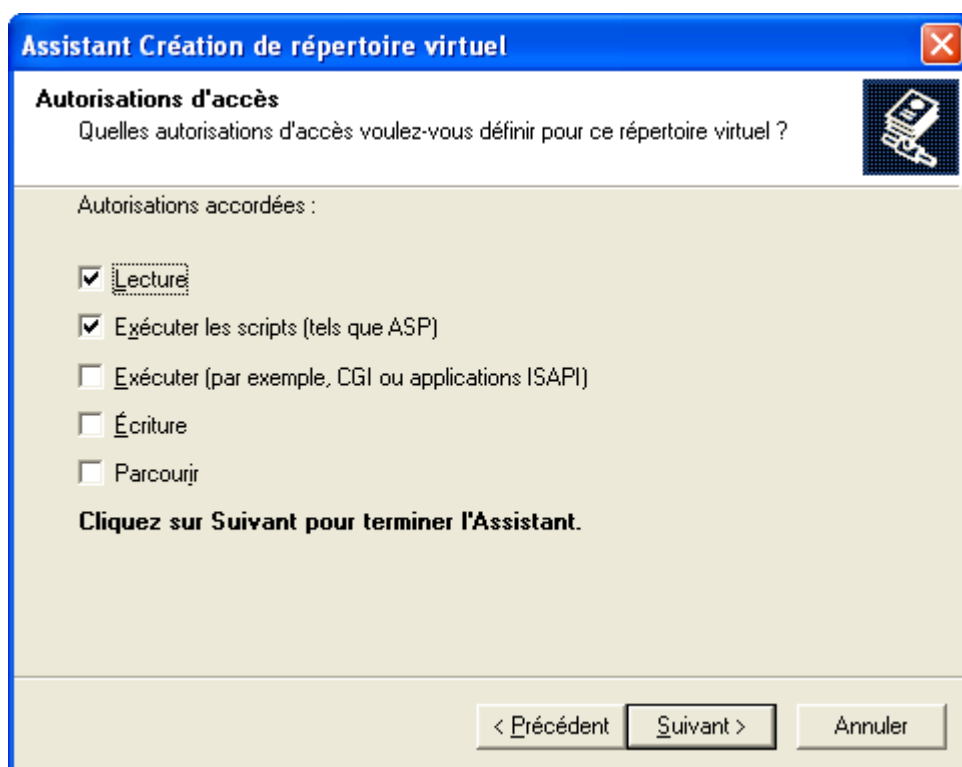 Assistant Création de répertoire virtuel
Autorisations d'accès
Quelles autorisations d'accès voulez-vous définir pour ce répertoire virtuel ?
Autorisations accordées :
Lecture
Exécuter les scripts (tels que ASP)
Exécuter (par exemple, CGI ou applications ISAPI)
Écriture
Parcourir
Cliquez sur Suivant pour terminer l'Assistant.
< Précédent Suivant > Annuler